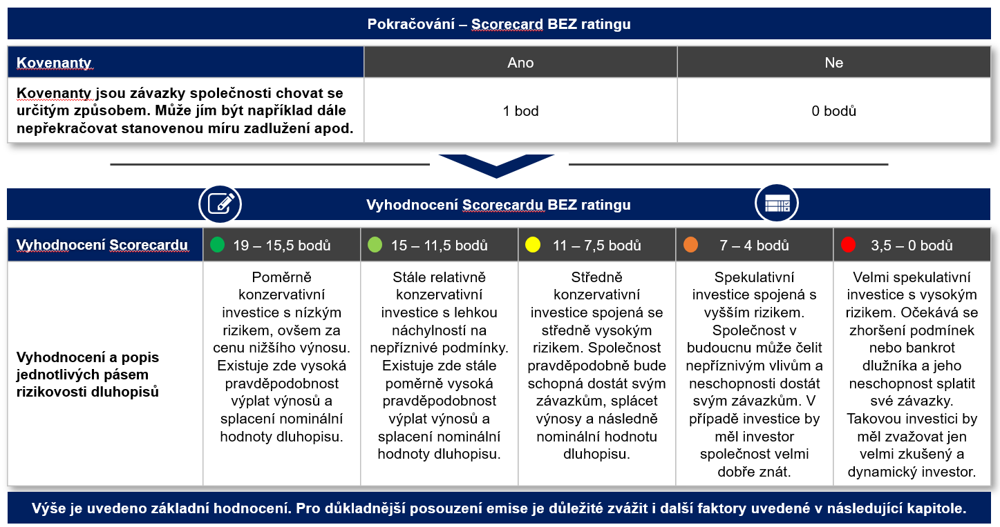 Pokračování – Scorecard BEZ ratingu
Kovenanty
Ano
Ne
Kovenanty jsou závazky společnosti chovat se
určitým způsobem. Může jím být například dále
nepřekračovat stanovenou míru zadlužení apod.
1 bod
0 bodů
Vyhodnocení Scorecardu BEZ ratingu
Vyhodnocení Scorecardu
19 – 15,5 bodů
15 – 11,5 bodů
11 – 7,5 bodů
7 – 4 bodů
3,5 – 0 bodů
Vyhodnocení a popis
jednotlivých pásem
rizikovosti dluhopisů
Poměrně
konzervativní
investice s nízkým
rizikem, ovšem za
cenu nižšího výnosu.
Existuje zde vysoká
pravděpodobnost
výplat výnosů a
splacení nominální
hodnoty dluhopisu.
Stále relativně
konzervativní
investice s lehkou
náchylností na
nepříznivé podmínky.
Existuje zde stále
poměrně vysoká
pravděpodobnost
výplat výnosů a
splacení nominální
hodnoty dluhopisu.
Středně
konzervativní
investice spojená se
středně vysokým
rizikem. Společnost
pravděpodobně bude
schopná dostát svým
závazkům, splácet
výnosy a následně
nominální hodnotu
dluhopisu.
Spekulativní
investice spojená s
vyšším rizikem.
Společnost v
budoucnu může čelit
nepříznivým vlivům a
neschopnosti dostát
svým závazkům. V
případě investice by
měl investor
společnost velmi
dobře znát.
Velmi spekulativní
investice s vysokým
rizikem. Očekává se
zhoršení podmínek
nebo bankrot
dlužníka a jeho
neschopnost splatit
své závazky.
Takovou investici by
měl zvažovat jen
velmi zkušený a
dynamický investor.
Výše je uvedeno základní hodnocení. Pro důkladnější posouzení emise je důležité zvážit i další faktory uvedené v následující kapitole.